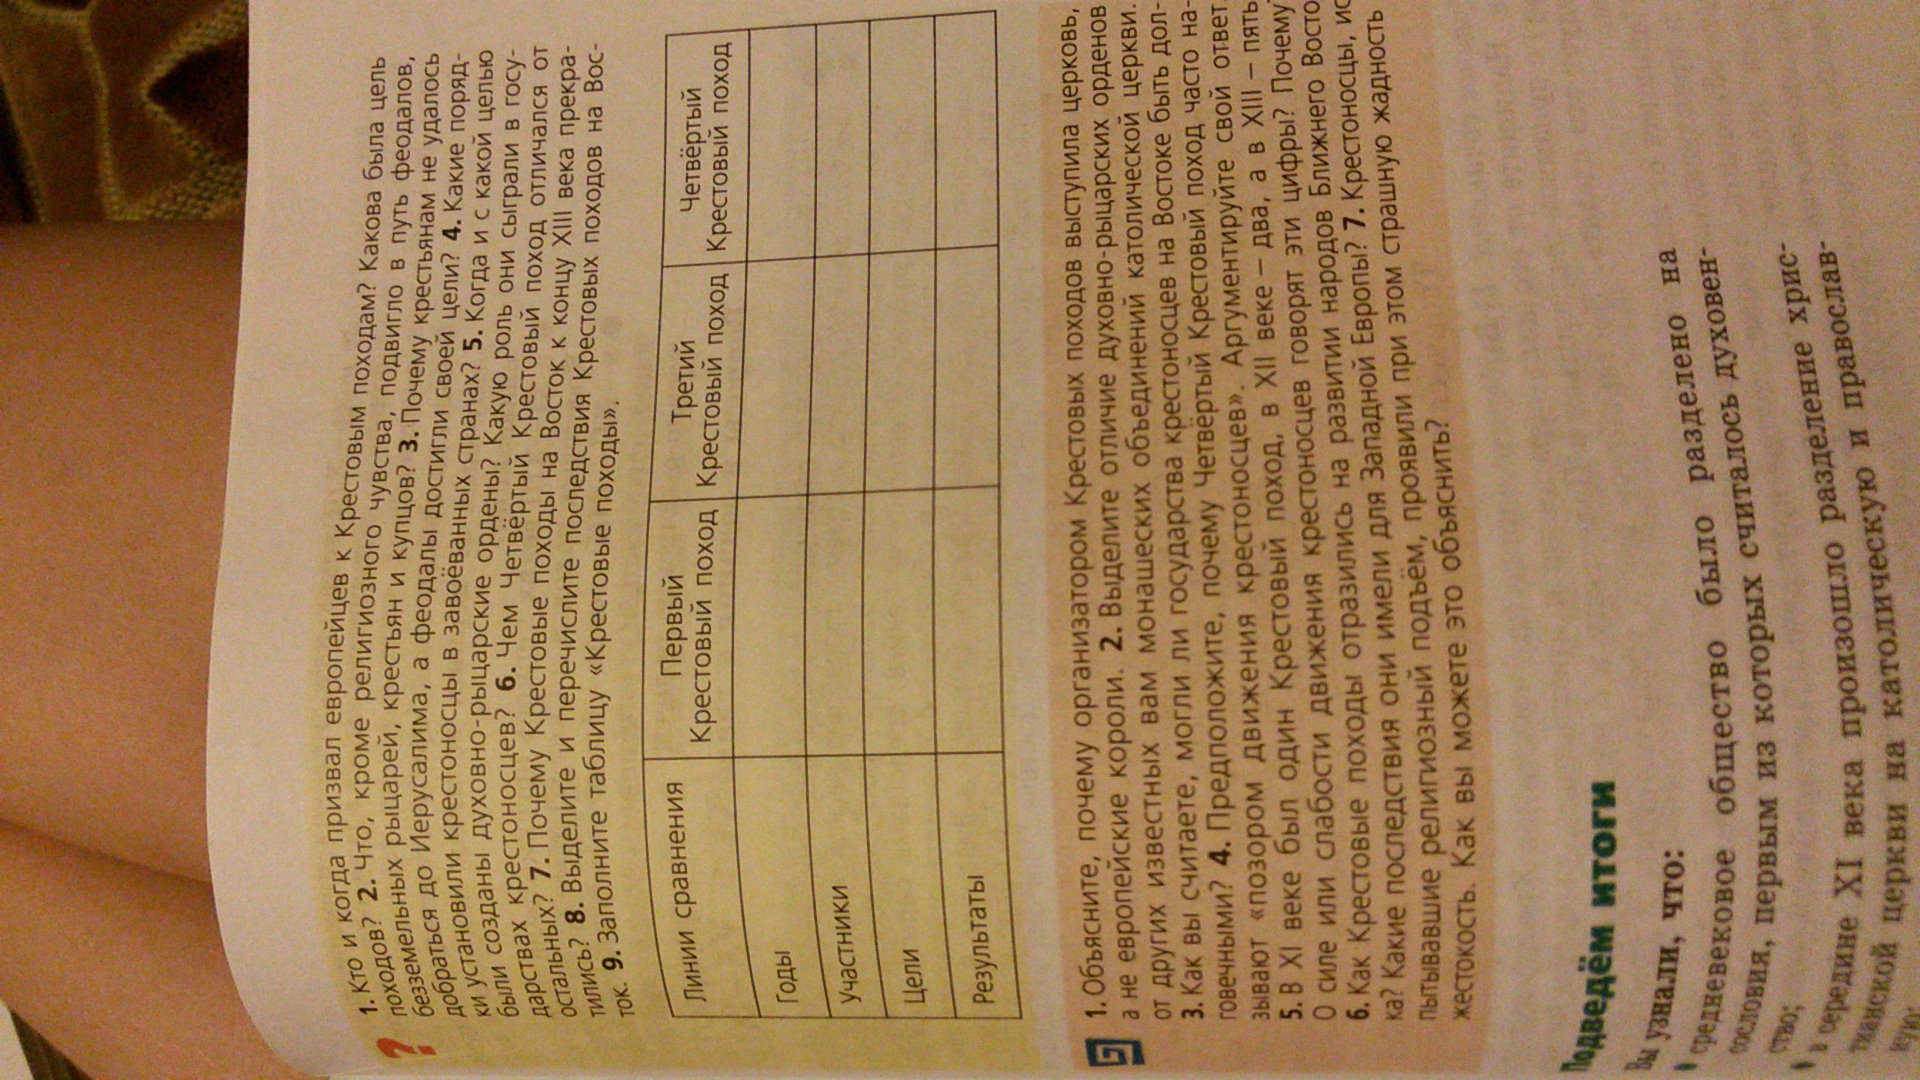 ?
1. Кто и когда призвал европейцев к Крестовым походам? Какова была цель
походов? 2. Что, кроме религиозного чувства, подвигло в путь феодалов,
безземельных рыцарей, крестьян и купцов? 3. Почему крестьянам не удалось
добраться до Иерусалима, а феодалы достигли своей цели? 4. Какие поряд-
ки установили крестоносцы в завоёванных странах? 5. Когда и с какой целью
были созданы духовно-рыцарские ордены? Какую роль они сыграли в госу-
дарствах крестоносцев? 6. Чем Четвёртый Крестовый поход отличался от
остальных? 7. Почему Крестовые походы на Восток к концу XIII века прекра-
тились? 8. Выделите и перечислите последствия Крестовых походов на Вос-
ток. 9. Заполните таблицу «Крестовые походы».
Линии сравнения
Первый
Крестовый поход
Третий
Крестовый поход
Четвёртый
Крестовый поход
Годы
Участники
Цели
Результаты
1. Объясните, почему организатором Крестовых походов выступила церковь,
а не европейские короли. 2. Выделите отличие духовно-рыцарских орденов
от других известных вам монашеских объединений католической церкви.
3. Как вы считаете, могли ли государства крестоносцев на Востоке быть дол-
говечными? 4. Предположите, почему Четвёртый Крестовый поход часто на-
зывают «позором движения крестоносцев». Аргументируйте свой ответ.
5. В XI веке был один Крестовый поход, в XII веке – два, а в XIII – пять
О силе или слабости движения крестоносцев говорят эти цифры? Почему
6. Как Крестовые походы отразились на развитии народов Ближнего Восто
ка? Какие последствия они имели для Западной Европы? 7. Крестоносцы, ис
пытывавшие религиозный подъём, проявили при этом страшную жадность
жестокость. Как вы можете это объяснить?
Подведём итоги
Вы узнали, что:
средневековое общество было разделено на
сословия, первым из которых считалось духовен-
ство;
в середине XI века произошло разделение хрис-
тианской церкви на католическую и православ-
ную;